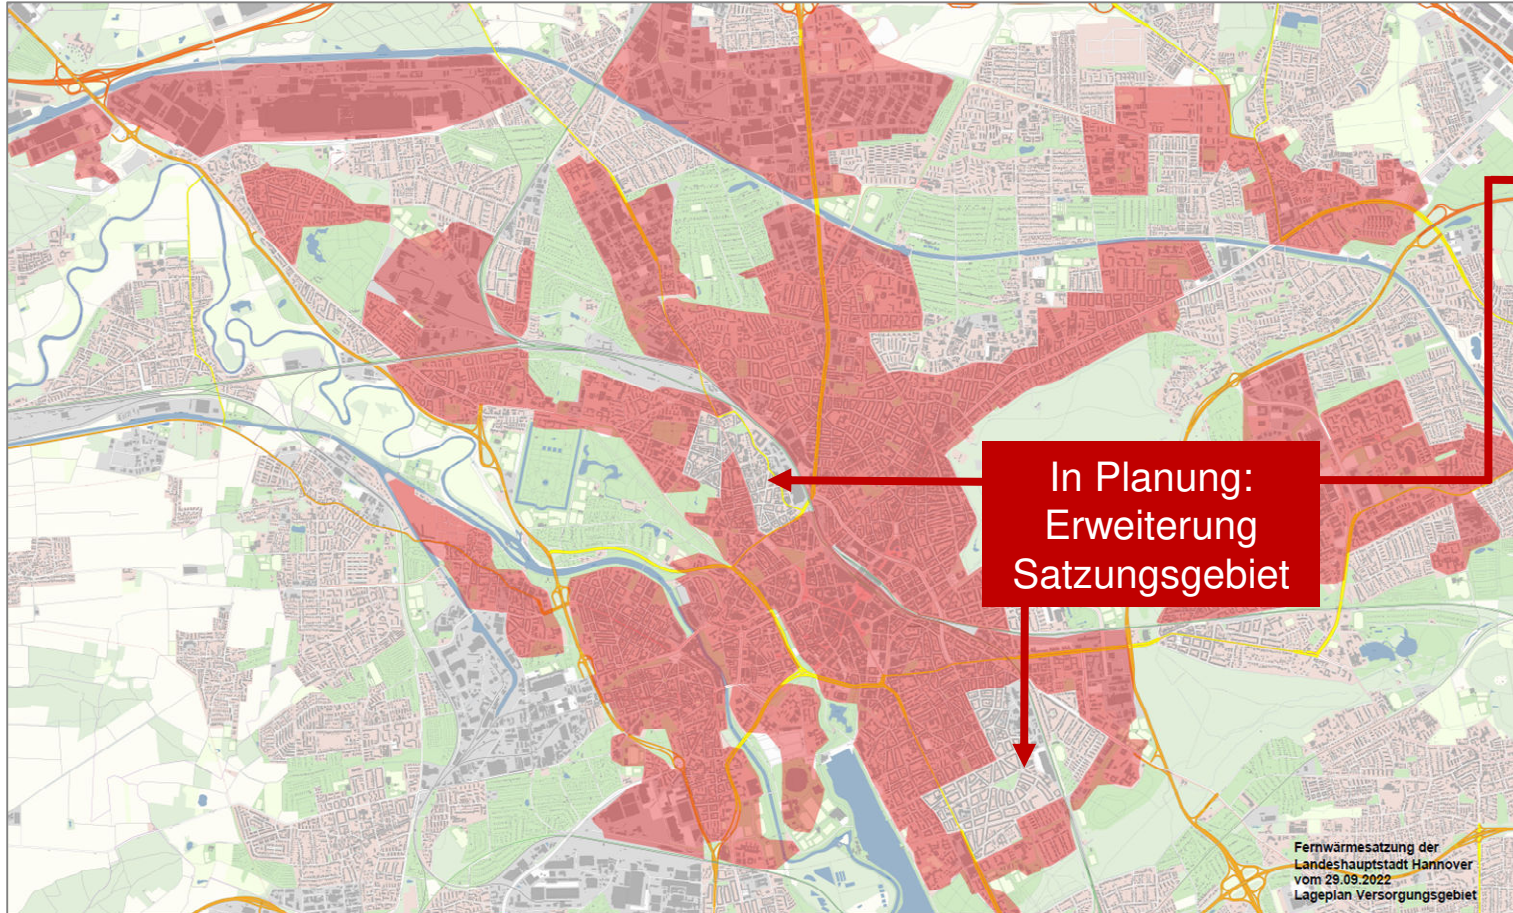 In Planung:
Erweiterung
Satzungsgebiet
Fernwärmesatzung der
Landeshauptstadt Hannover
vom 29.09.2022
Lageplan Versorgungsgebiet